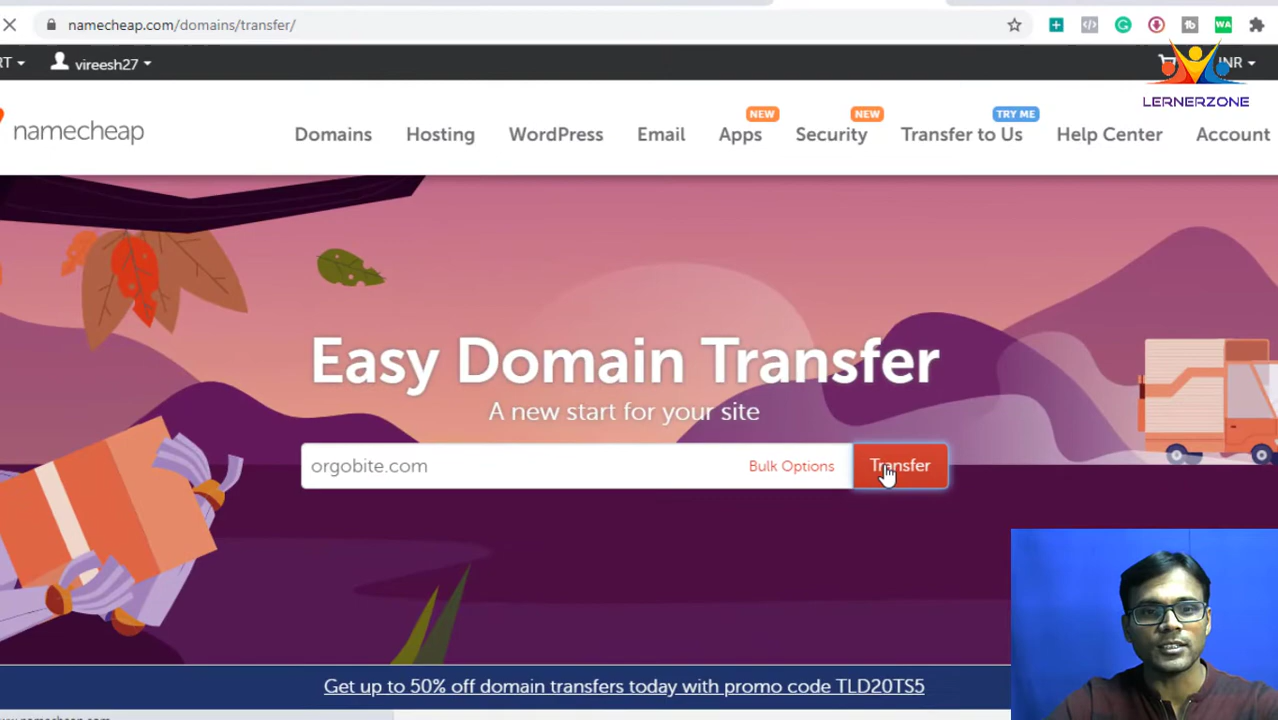 namecheap.com/domains/transfer/
RT
vireesh27
INR
LERNERZONE
namecheap
NEW
NEW
TRY ME
Domains
Hosting
WordPress
Email
Apps
Security
Transfer to Us
Help Center
Account
Easy Domain Transfer
A new start for your site
orgobite.com
Bulk Options
Transfer
Get up to 50% off domain transfers today with promo code TLD20TS5